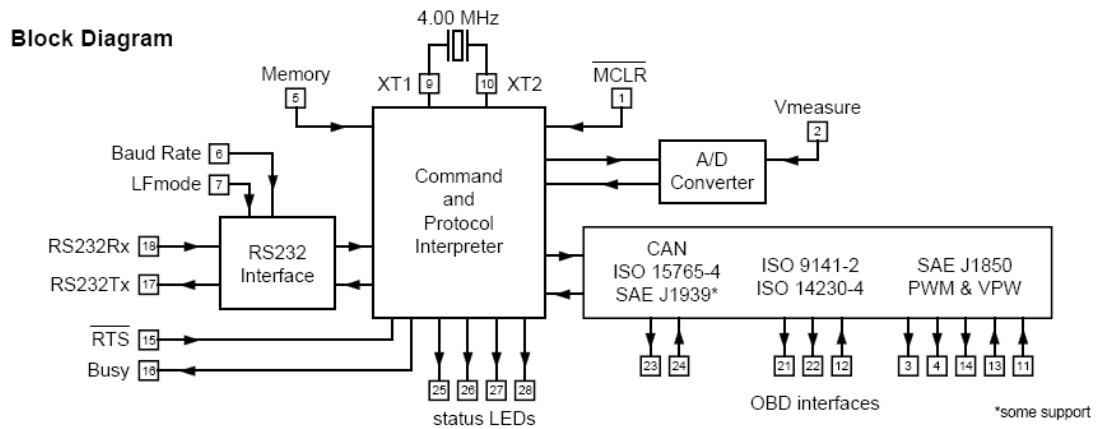 Block Diagram
4.00 MHz
Memory
5
XT1
9
10
XT2
MCLR
1
Vmeasure
2
Baud Rate
6
LFmode
7
A/D
Converter
Command
and
Protocol
Interpreter
RS232Rx
18
RS232Tx
17
RS232
Interface
CAN
ISO 15765-4
SAE J1939*
ISO 9141-2
ISO 14230-4
SAE J1850
PWM & VPW
RTS
15
Busy
16
25
26
27
28
status LEDs
23
24
21
22
12
3
4
14
13
11
OBD interfaces
*some support